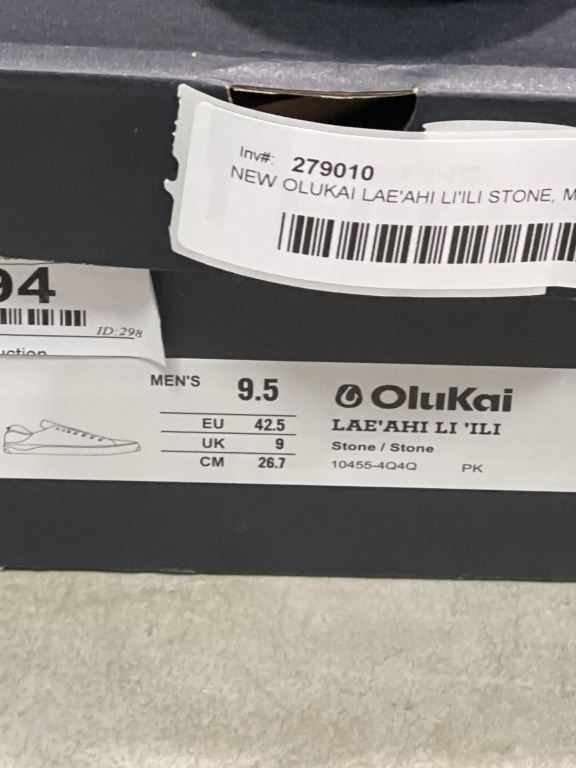 Inv#: 279010
NEW OLUKAI LAE'AHI LI'ILI STONE, M
94
ID:298
uction
MEN'S 9.5
EU 42.5
UK 9
CM 26.7
OluKai
LAE'AHI LI 'ILI
Stone / Stone
10455-4Q4Q PK